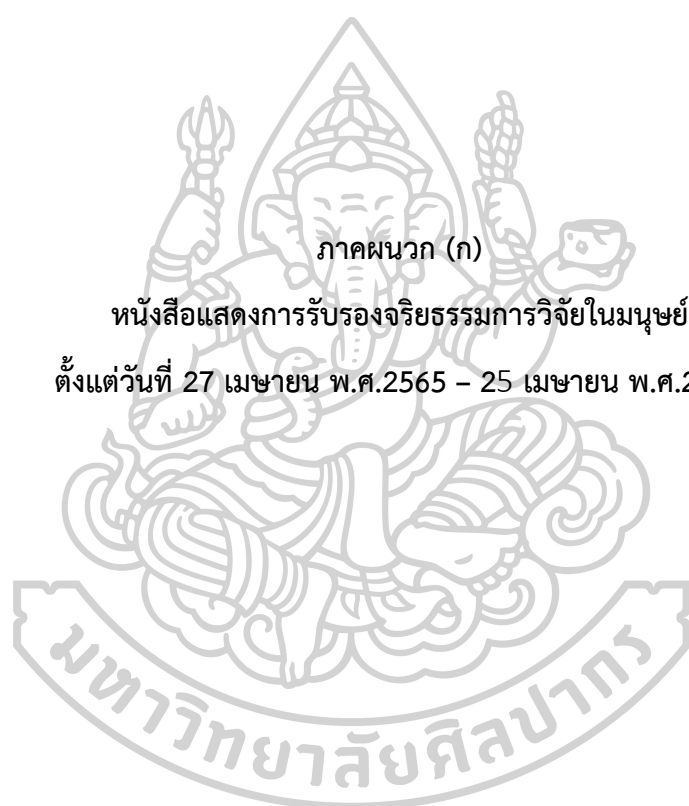 ภาคผนวก (ก)
หนังสือแสดงการรับรองจริยธรรมการวิจัยในมนุษย์
ตั้งแต่วันที่ 27 เมษายน พ.ศ.2565 – 25 เมษายน พ.ศ.
มหาวิทยาลัยศิลปากร